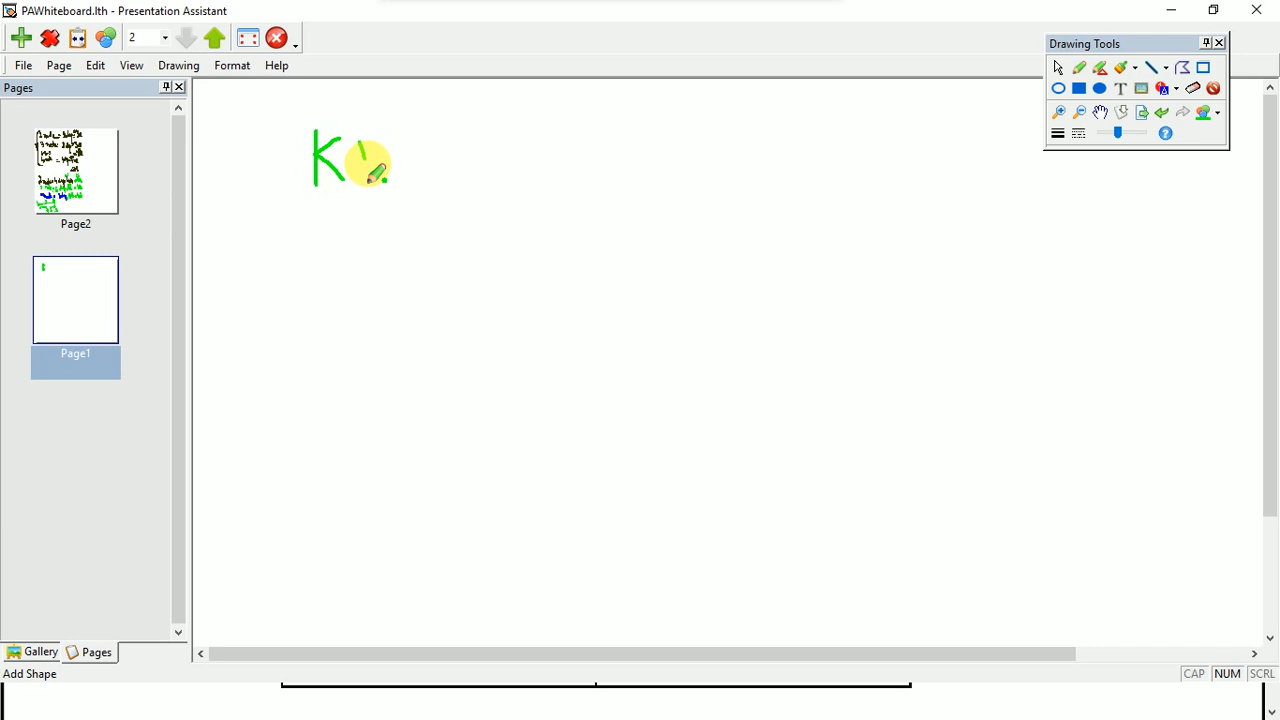 PAWhiteboard.lth - Presentation Assistant
2
File Page Edit View Drawing Format Help
Pages
Drawing Tools
K
Page2
Page1
Gallery Pages
Add Shape
CAP NUM SCRL